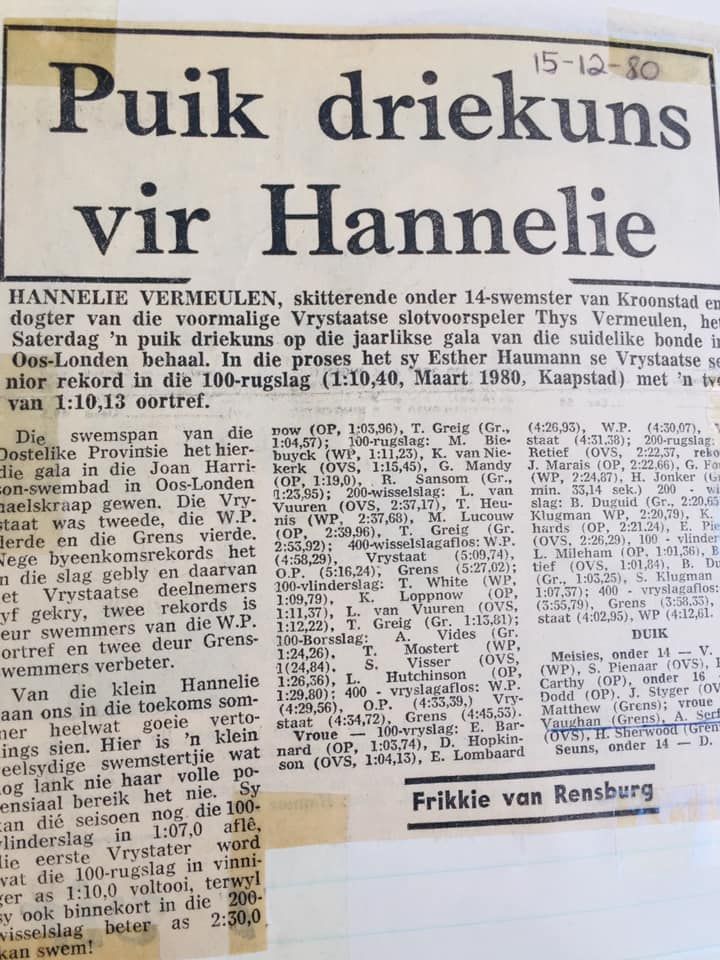 15-12-80
Puik driekuns
vir Hannelie
HANNELIE VERMEULEN, skitterende onder 14-swemster van Kroonstad en
dogter van die voormalige Vrystaatse slotvoorspeler Thys Vermeulen, he
Saterdag 'n puik driekuns op die jaarlikse gala van die suidelike bonde i
Oos-Londen behaal. In die proses het sy Esther Haumann se Vrystaatse se
nior rekord in die 100-rugslag (1:10,40, Maart 1980, Kaapstad) met 'n
van 1:10,13 oortref.
Die swemspan van die
Oostelike Provinsie het hier-
die gala in die Joan Harri-
son-swembad in Oos-Londen
naelskraap gewen. Die Vry-
staat was tweede, die W.P.
derde en die Grens vierde.
Nege byeenkomsrekords het
n die slag gebly en daarvan
et Vrystaatse deelnemers
yf gekry, twee rekords is
eur swemmers van die W.P.
ortref en twee deur Grens-
wemmers verbeter.
Van die klein Hannelie
aan ons in die toekoms som-
ner heelwat goeie verto-
ings sien. Hier is 'n klein
eelsydige swemstertjie wat
og lank nie haar volle po-
ensiaal bereik het nie. Sy
an dié seisoen nog die 100-
vlinderslag in 1:07,0 aflê,
ie eerste Vrystater word
wat die 100-rugslag in vinni-
ger as 1:10,0 voltooi, terwyl
sy ook binnekort in die 200-
wisselslag beter as 2:30,0
kan swem!
now (OP, 1:03,96), T. Greig (Gr.,
1:04,57); 100-rugslag: M. Bie-
buyck (WP, 1:11,23), K. van Nie-
kerk (OVS, 1:15,45), G. Mandy
(OP, 1:19,0), R. Sansom (Gr.,
1:23,95); 200-wisselslag: L. van
Vuuren (OVS, 2:37,17), T. Heu-
nis (WP, 2:37,68), M. Lucouw
(OP, 2:39,96), T. Greig (Gr.
2:53,92); 400-wisselslagaflos: W.P.
(4:58,29), Vrystaat (5:09,74),
O.P. (5:16,24), Grens (5:27,02);
100-vlinderslag: T. White (WP,
1:09,79), K. Loppnow (OP,
1:11,37), L. van Vuuren (OVS,
1:12,22), T. Greig (Gr. 1:13,81);
100-Borsslag: A. Vides (Gr.
1:24,26), T. Mostert (WP,
1(24,84), S. Visser (OVS,
1:26,36), L. Hutchinson (OP,
1:29,80); 400 - vryslagaflos: W.P.
(4:29,56), O.P. (4:33,39,) Vry-
staat (4:34,72), Grens (4:45,53).
Vroue — 100-vryslag: E. Bar-
nard (OP, 1:03,74), D. Hopkin-
son (OVS, 1:04,13), E. Lombaard
(4:26,93), W.P. (4:30,07), V
staat (4:31,38); 200-rugslag:
Retief (OVS, 2:22,37, reko
J. Marais (OP, 2:22,66), G. Fo
(WP, 2:24,87), H. Jonker (G
min. 33,14 sek.) 200 - wi
slag: B. Duguid (Gr., 2:20,65
Klugman WP, 2:20,79), K.
hards (OP, 2:21,24), E. Pi
(OVS, 2:26,29), 100 - vlinder
L. Mileham (OP, 1:01,36), B
tief (OVS, 1:01,84), B. Du
(Gr., 1:03,25), S. Klugman
1:07,37); 400 - vryslagaflos:
(3:55,79), Grens (3:58,33),
staat (4:02,95), WP (4:12,61.
DUIK
Meisies, onder 14 — V.
(WP), S. Pienaar (OVS),
Carthy (OP), onder 16
Dodd (OP). J. Styger (OV
Matthew (Grens); vroue
Vaughan (Grens), A. Serf
(OVS), H. Sherwood (Gren
Seuns, onder 14 — D.
Frikkie van Rensburg